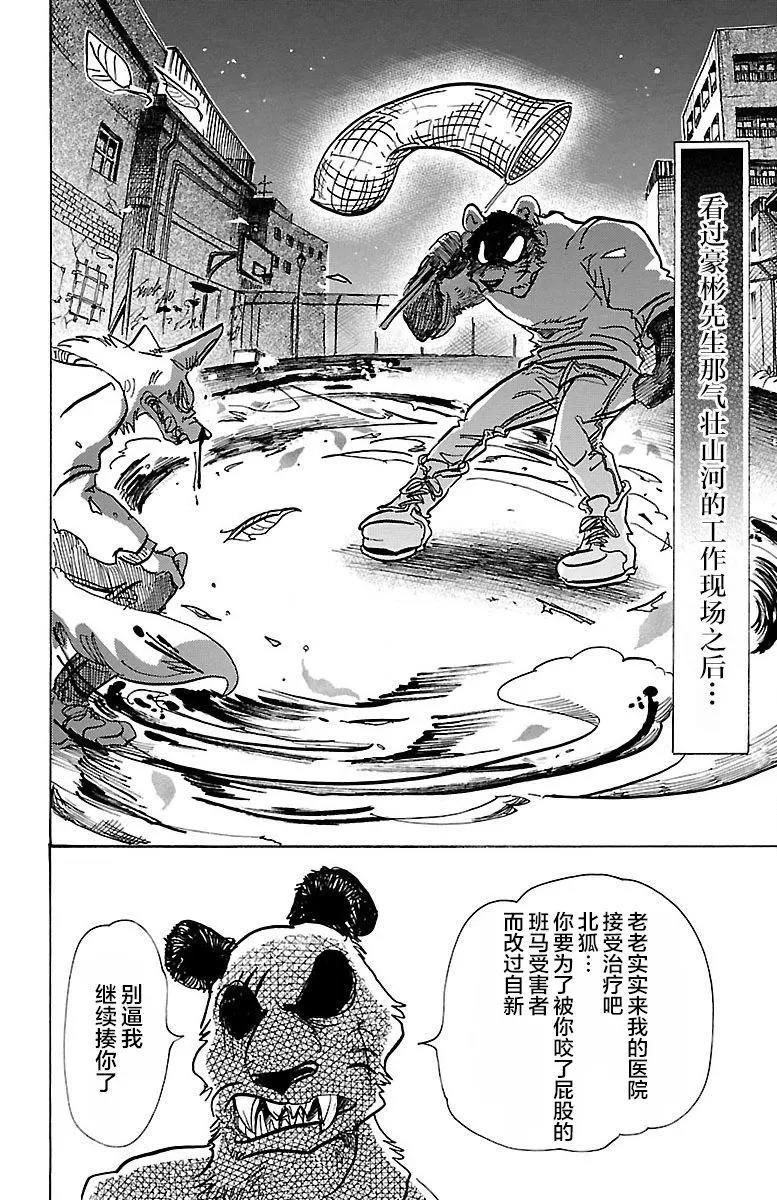 看过豪彬先生那气壮山河的工作现场之后…
老老实实来我的医院
接受治疗吧
北狐…
你要为了被你咬了屁股的
班马受害者
而改过自新
别逼我
继续揍你了